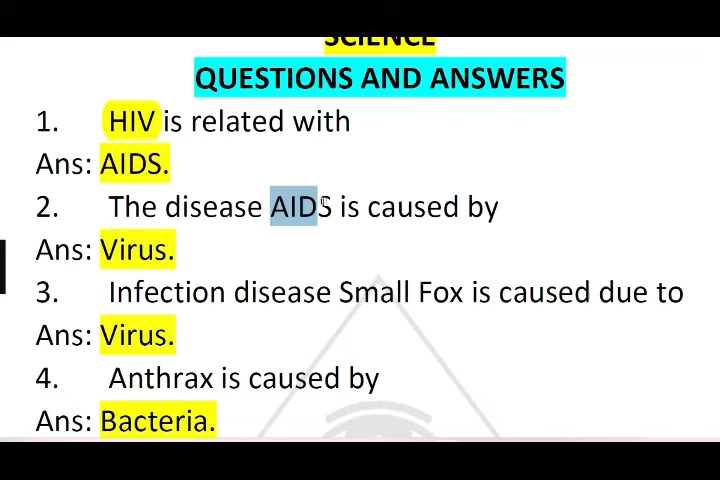 SCIENCE
QUESTIONS AND ANSWERS
1. HIV is related with
Ans: AIDS.
2. The disease AIDS is caused by
Ans: Virus.
3. Infection disease Small Fox is caused due to
Ans: Virus.
4. Anthrax is caused by
Ans: Bacteria.